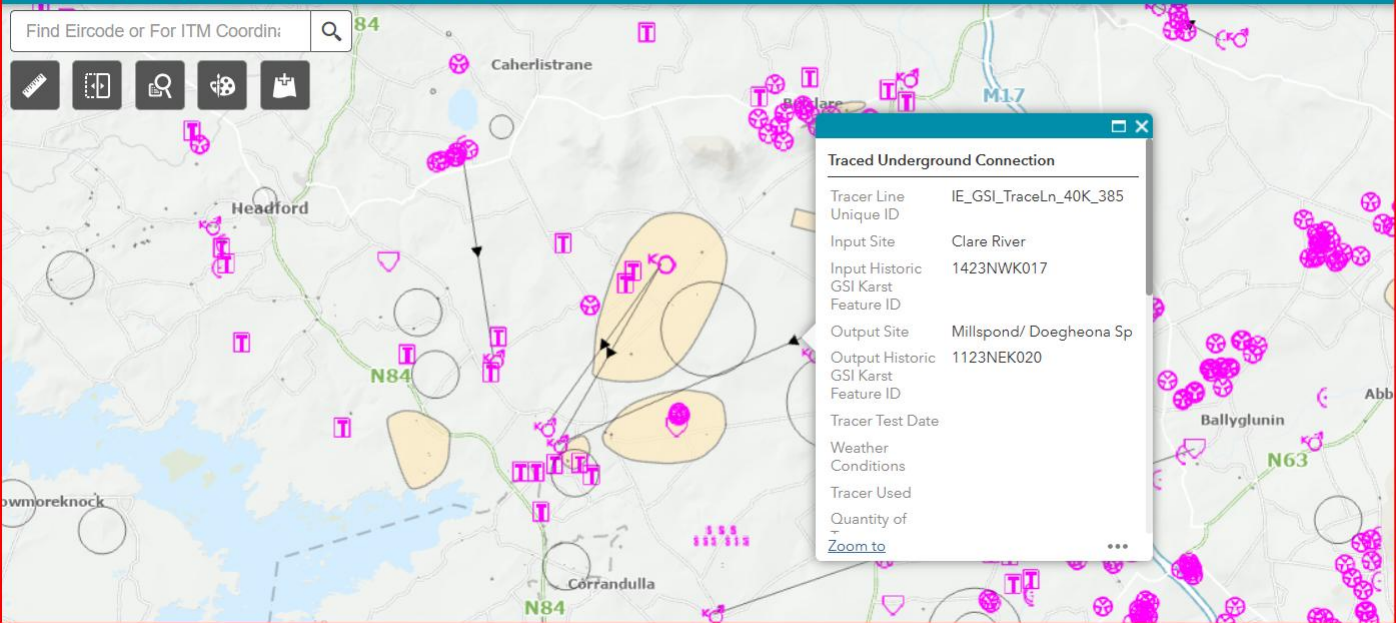 Find Eircode or For ITM Coordin
84
Caherlistrane
M17
Headford
N84
owmoreknock
Corrandulla
N84
Traced Underground Connection
Tracer Line Unique ID IE_GSI_TraceLn_40K_385
Input Site Clare River
Input Historic GSI Karst Feature ID 1423NWK017
Output Site Millspond/ Doegheona Sp
Output Historic GSI Karst Feature ID 1123NEK020
Tracer Test Date
Weather Conditions
Tracer Used
Quantity of
Zoom to
Abb
Ballyglunin
N63